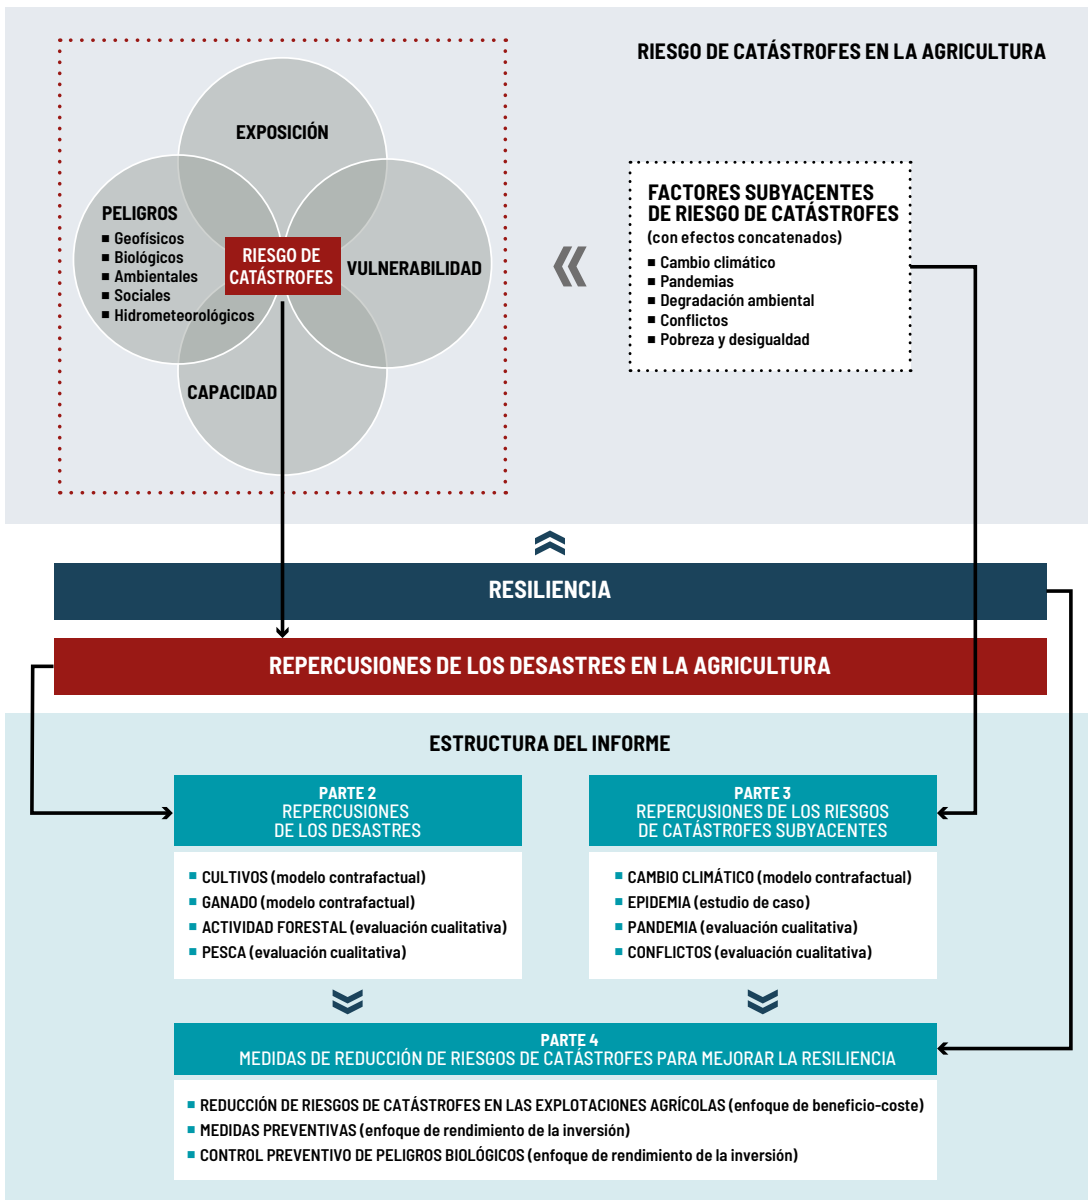 RIESGO DE CATÁSTROFES EN LA AGRICULTURA
EXPOSICIÓN
PELIGROS
■ Geofísicos
■ Biológicos
■ Ambientales
■ Sociales
■ Hidrometeorológicos
RIESGO DE
CATÁSTROFES
VULNERABILIDAD
CAPACIDAD
FACTORES SUBYACENTES
DE RIESGO DE CATÁSTROFES
(con efectos concatenados)
■ Cambio climático
■ Pandemias
■ Degradación ambiental
■ Conflictos
■ Pobreza y desigualdad
RESILIENCIA
REPERCUSIONES DE LOS DESASTRES EN LA AGRICULTURA
ESTRUCTURA DEL INFORME
PARTE 2
REPERCUSIONES
DE LOS DESASTRES
■ CULTIVOS (modelo contrafactual)
■ GANADO (modelo contrafactual)
■ ACTIVIDAD FORESTAL (evaluación cualitativa)
■ PESCA (evaluación cualitativa)
PARTE 3
REPERCUSIONES DE LOS RIESGOS
DE CATÁSTROFES SUBYACENTES
■ CAMBIO CLIMÁTICO (modelo contrafactual)
■ EPIDEMIA (estudio de caso)
■ PANDEMIA (evaluación cualitativa)
■ CONFLICTOS (evaluación cualitativa)
PARTE 4
MEDIDAS DE REDUCCIÓN DE RIESGOS DE CATÁSTROFES PARA MEJORAR LA RESILIENCIA
■ REDUCCIÓN DE RIESGOS DE CATÁSTROFES EN LAS EXPLOTACIONES AGRÍCOLAS (enfoque de beneficio-coste)
■ MEDIDAS PREVENTIVAS (enfoque de rendimiento de la inversión)
■ CONTROL PREVENTIVO DE PELIGROS BIOLÓGICOS (enfoque de rendimiento de la inversión)